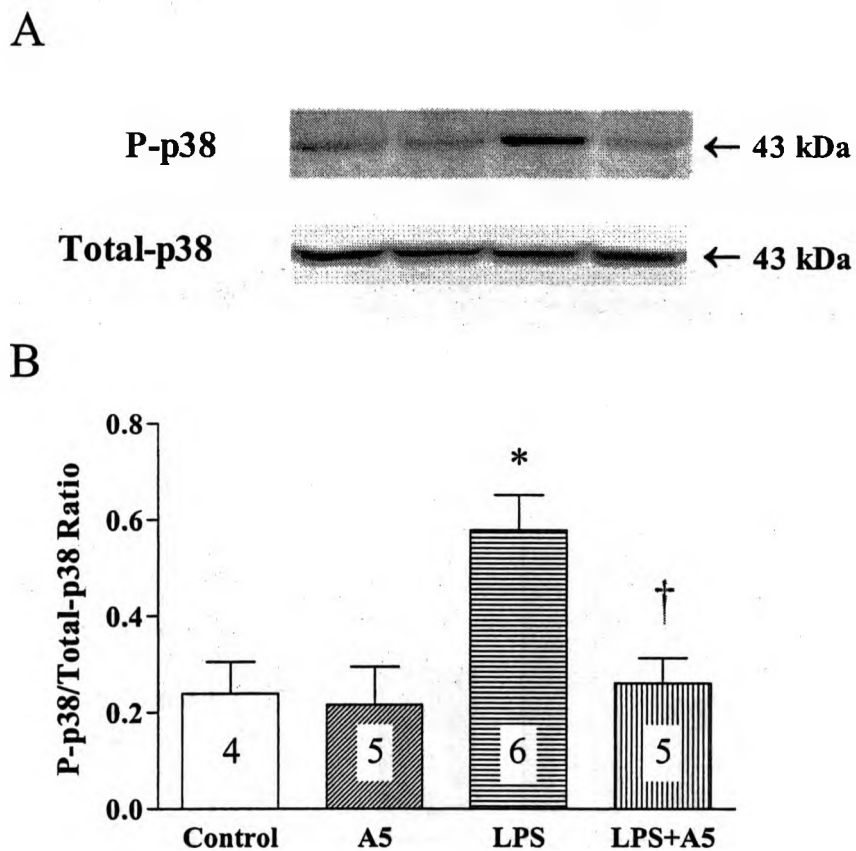 A
P-p38 ← 43 kDa
Total-p38 ← 43 kDa
B
P-p38/Total-p38 Ratio
0.8
0.6
0.4
0.2
0.0
*
†
4 5 6 5
Control A5 LPS LPS+A5